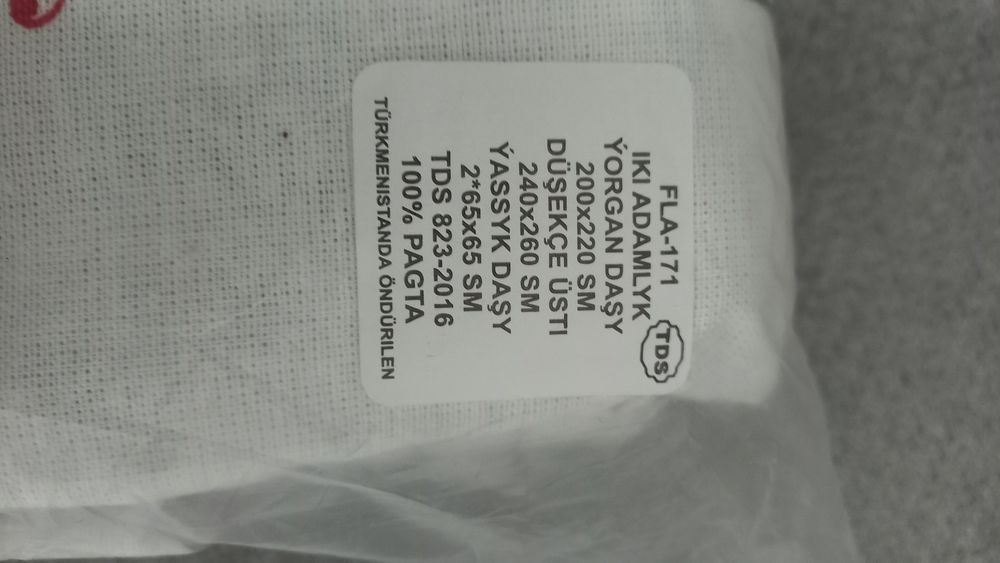 FLA-171
IKI ADAMLYK
ÝORGAN DAŞY
200x220 SM
DÜŞEKÇE ÜSTI
240x260 SM
ÝASSYK DAŞY
2*65x65 SM
TDS 823-2016
100% PAGTA
TÜRKMENISTANDA ÖNDÜRILEN
TDS